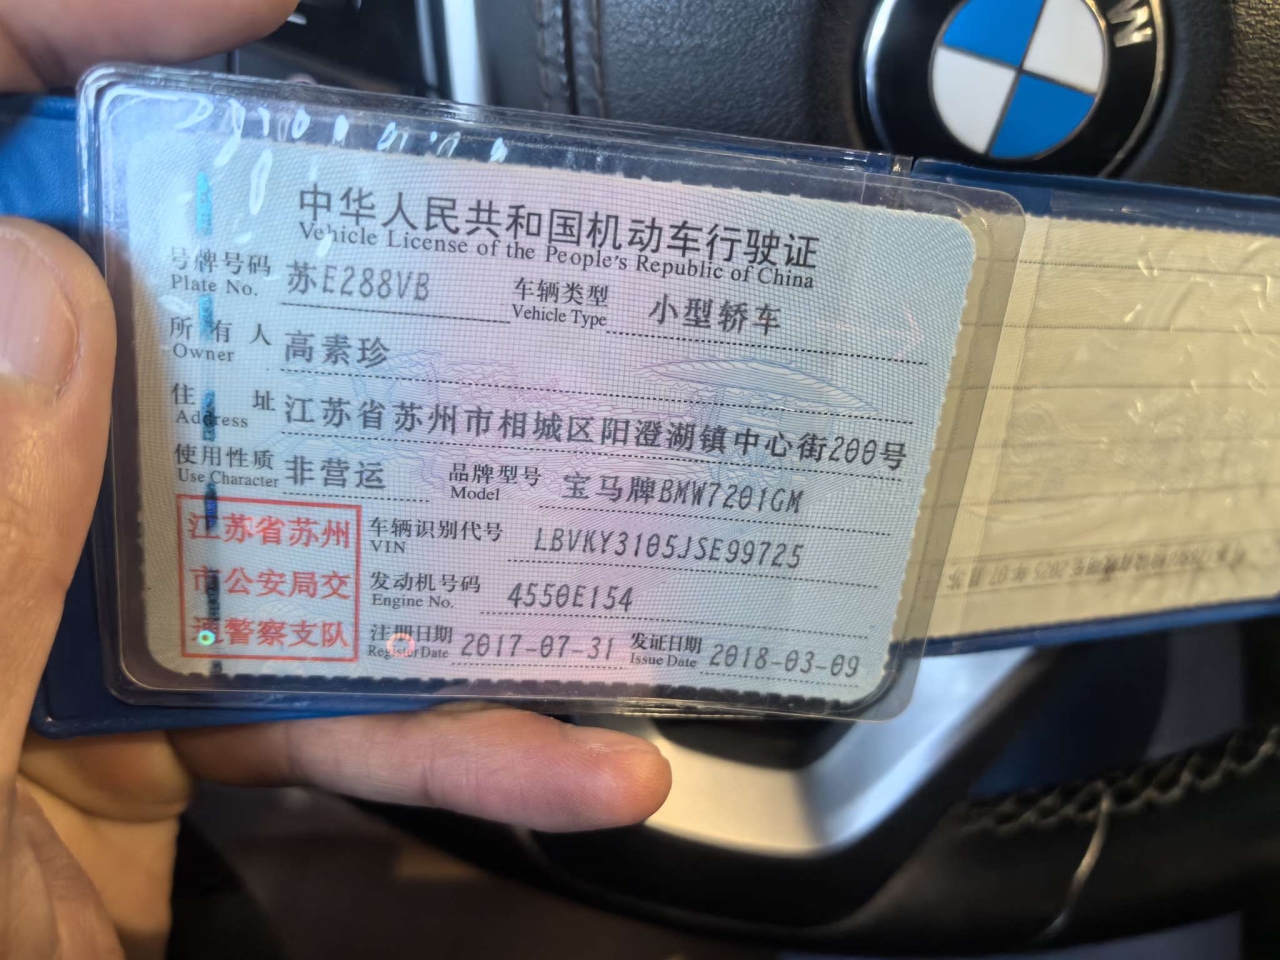 中华人民共和国机动车行驶证
Vehicle License of the People's Republic of China
号牌号码 苏E288VB 车辆类型 小型轿车
Plate No. Vehicle Type
所有人 高素珍
Owner
住址 江苏省苏州市相城区阳澄湖镇中心街200号
Address
使用性质 非营运 品牌型号 宝马牌BMW7201GM
Use Character Model
江苏省苏州
市公安局交
通警察支队
车辆识别代号 LBVKY3105JSE99725
VIN
发动机号码 4550E154
Engine No.
注册日期 2017-07-31 发证日期 2018-03-09
Register Date Issue Date
W